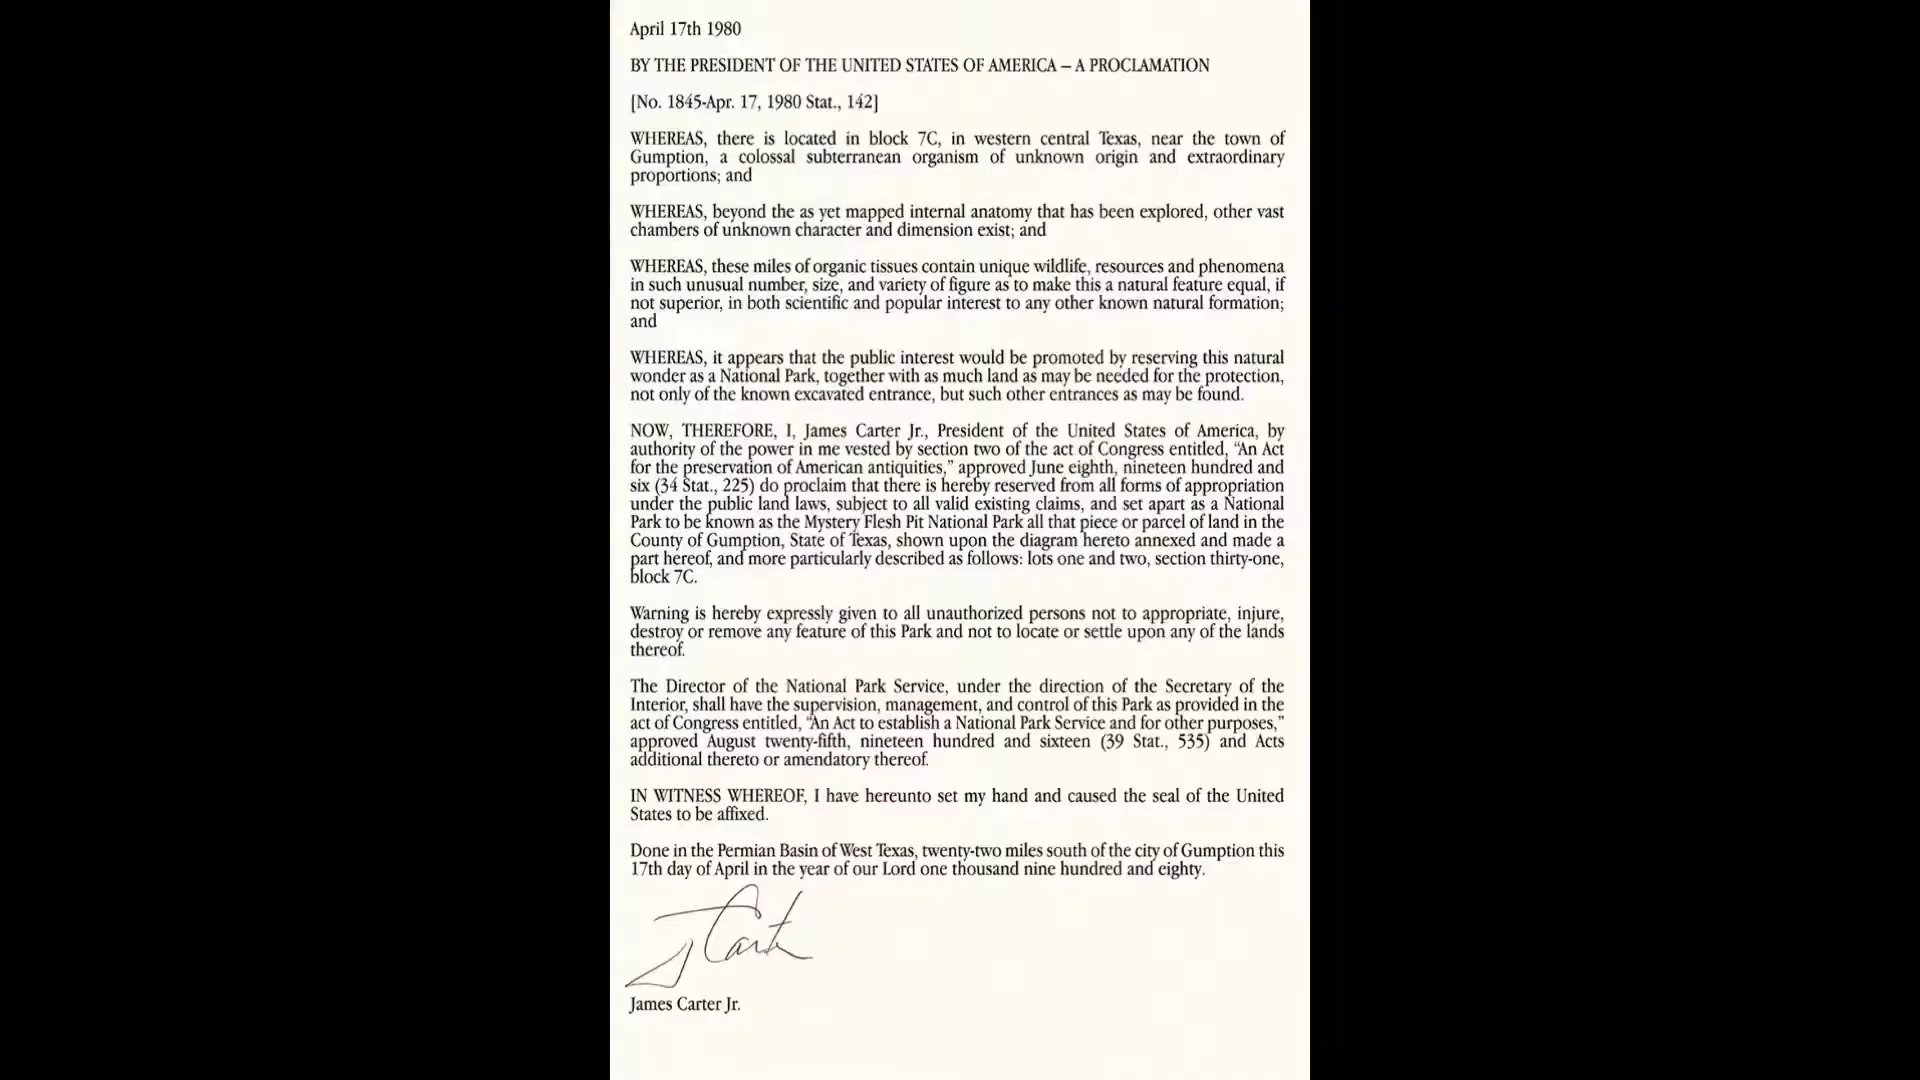 April 17th 1980
BY THE PRESIDENT OF THE UNITED STATES OF AMERICA – A PROCLAMATION
[No. 1845-Apr. 17, 1980 Stat., 142]
WHEREAS, there is located in block 7C, in western central Texas, near the town of
Gumption, a colossal subterranean organism of unknown origin and extraordinary
proportions; and
WHEREAS, beyond the as yet mapped internal anatomy that has been explored, other vast
chambers of unknown character and dimension exist; and
WHEREAS, these miles of organic tissues contain unique wildlife, resources and phenomena
in such unusual number, size, and variety of figure as to make this a natural feature equal, if
not superior, in both scientific and popular interest to any other known natural formation;
and
WHEREAS, it appears that the public interest would be promoted by reserving this natural
wonder as a National Park, together with as much land as may be needed for the protection,
not only of the known excavated entrance, but such other entrances as may be found.
NOW, THEREFORE, I, James Carter Jr., President of the United States of America, by
authority of the power in me vested by section two of the act of Congress entitled, “An Act
for the preservation of American antiquities,” approved June eighth, nineteen hundred and
six (34 Stat., 225) do proclaim that there is hereby reserved from all forms of appropriation
under the public land laws, subject to all valid existing claims, and set apart as a National
Park to be known as the Mystery Flesh Pit National Park all that piece or parcel of land in the
County of Gumption, State of Texas, shown upon the diagram hereto annexed and made a
part hereof, and more particularly described as follows: lots one and two, section thirty-one,
block 7C.
Warning is hereby expressly given to all unauthorized persons not to appropriate, injure,
destroy or remove any feature of this Park and not to locate or settle upon any of the lands
thereof.
The Director of the National Park Service, under the direction of the Secretary of the
Interior, shall have the supervision, management, and control of this Park as provided in the
act of Congress entitled, “An Act to establish a National Park Service and for other purposes,”
approved August twenty-fifth, nineteen hundred and sixteen (39 Stat., 535) and Acts
additional thereto or amendatory thereof.
IN WITNESS WHEREOF, I have hereunto set my hand and caused the seal of the United
States to be affixed.
Done in the Permian Basin of West Texas, twenty-two miles south of the city of Gumption this
17th day of April in the year of our Lord one thousand nine hundred and eighty.
J Carter
James Carter Jr.